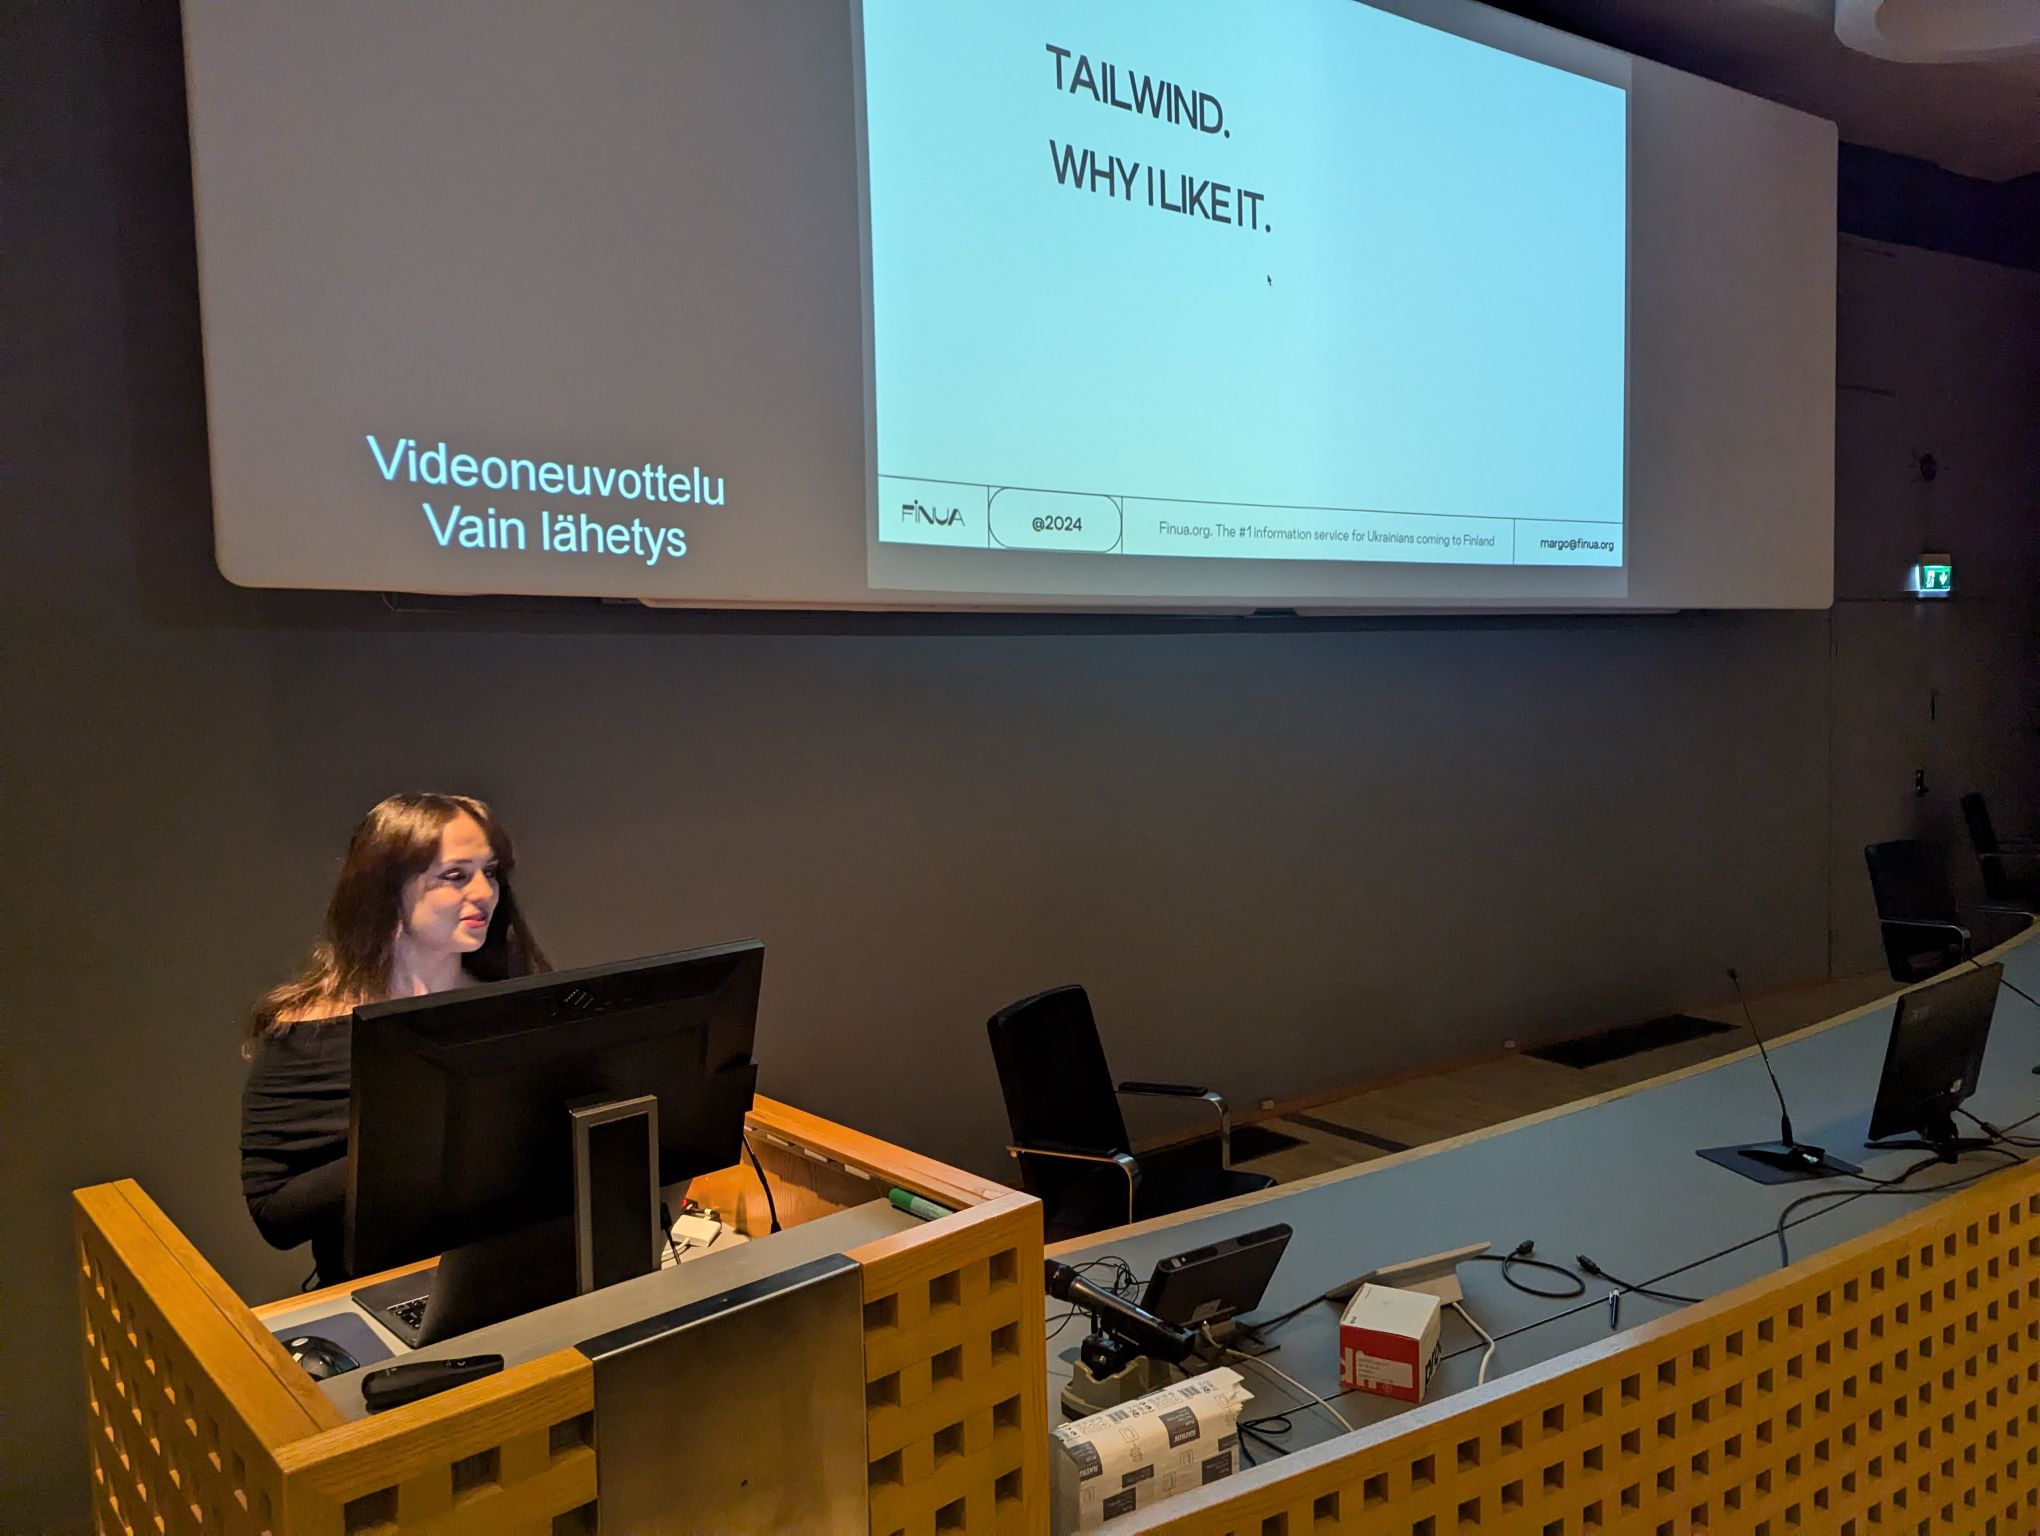 TAILWIND.
WHY I LIKE IT.
Videoneuvottelu
Vain lähetys
FINUA
@2024
Finua.org. The #1 information service for Ukrainians coming to Finland
margo@finua.org
KATRIN